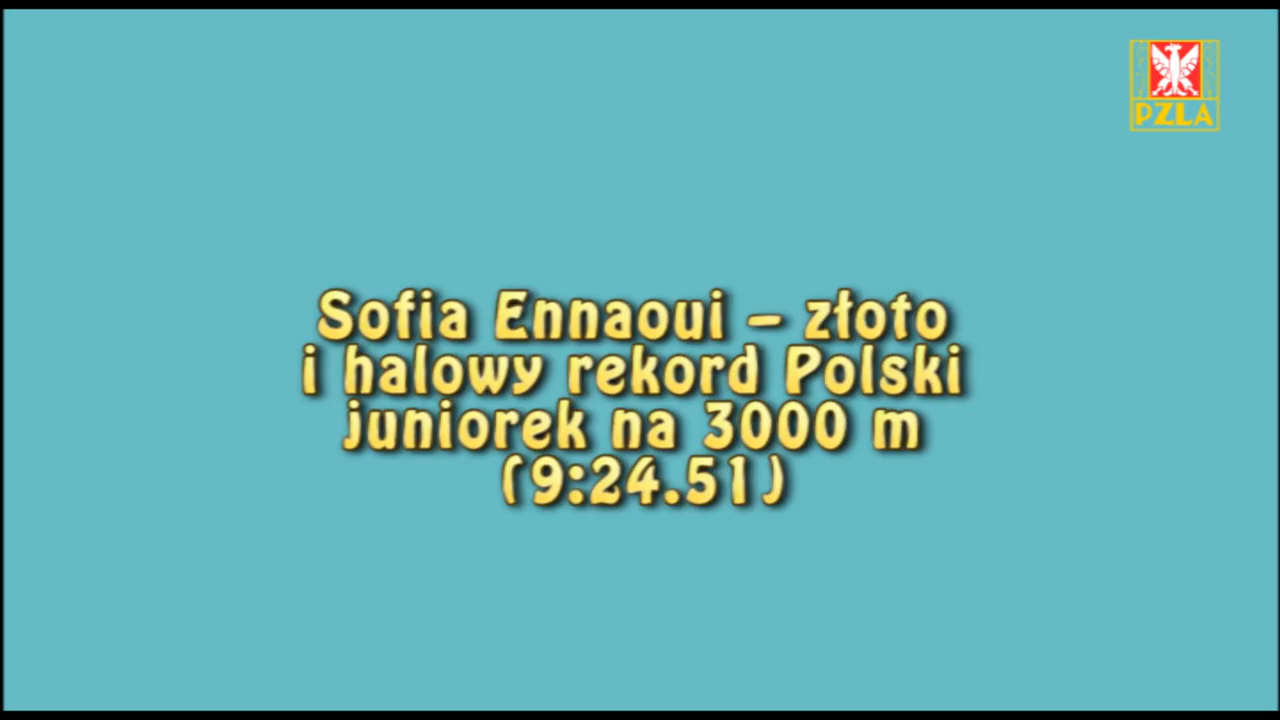 PZLA
Sofia Ennaoui – złoto
i halowy rekord Polski
juniorek na 3000 m
(9:24.51)